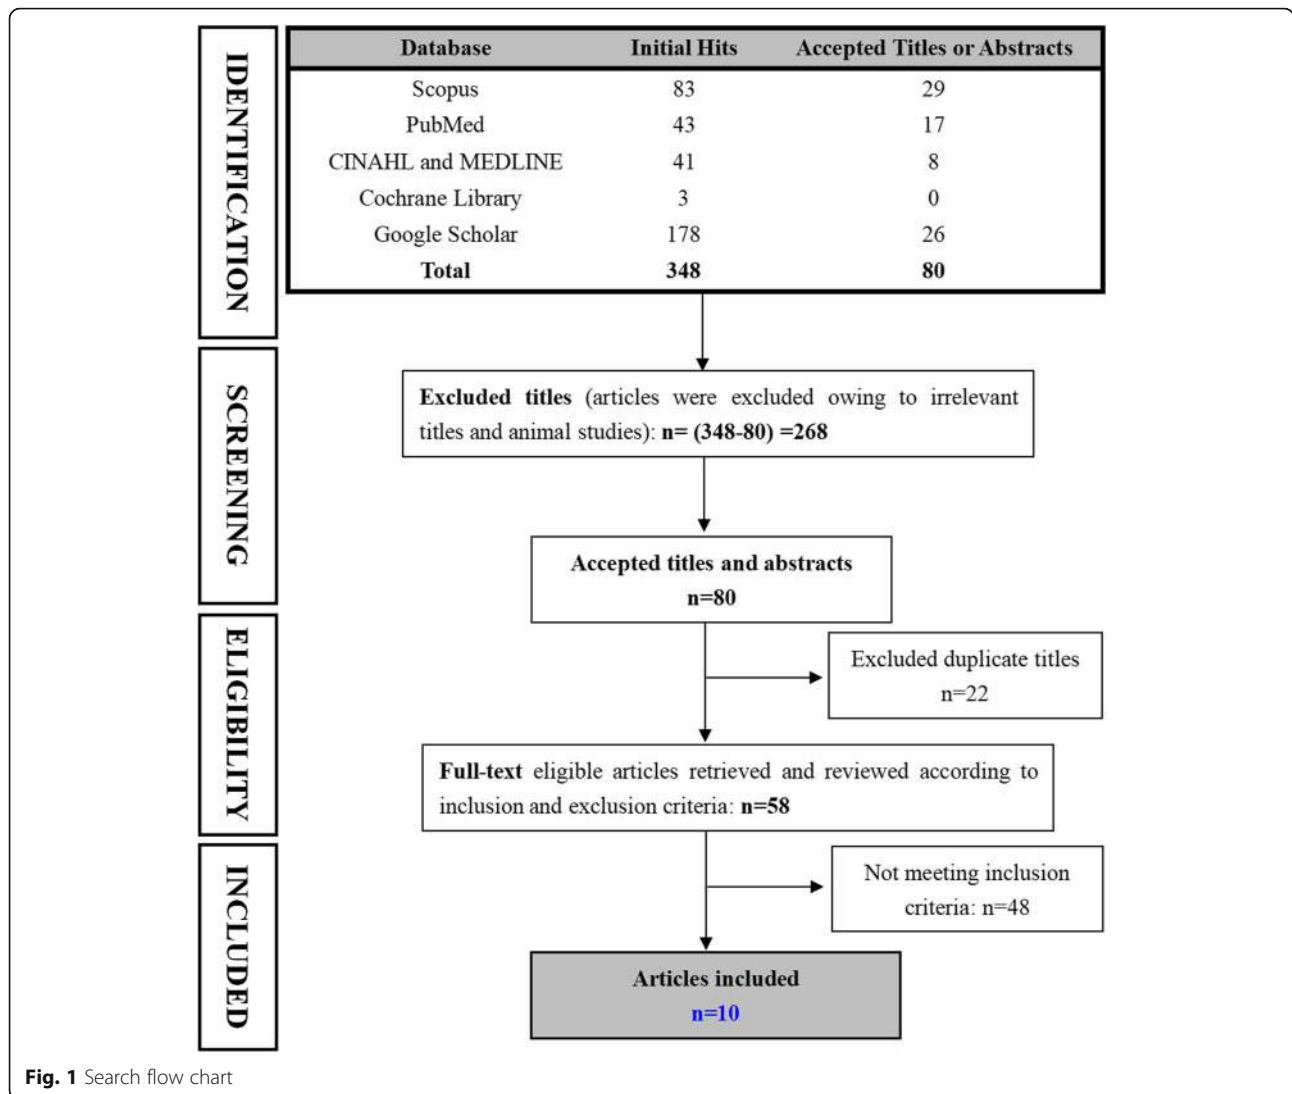 IDENTIFICATION
Database Initial Hits Accepted Titles or Abstracts
Scopus 83 29
PubMed 43 17
CINAHL and MEDLINE 41 8
Cochrane Library 3 0
Google Scholar 178 26
Total 348 80
SCREENING
Excluded titles (articles were excluded owing to irrelevant
titles and animal studies): n= (348-80) =268
Accepted titles and abstracts
n=80
ELIGIBILITY
Excluded duplicate titles
n=22
Full-text eligible articles retrieved and reviewed according to
inclusion and exclusion criteria: n=58
INCLUDED
Not meeting inclusion
criteria: n=48
Articles included
n=10
Fig. 1 Search flow chart